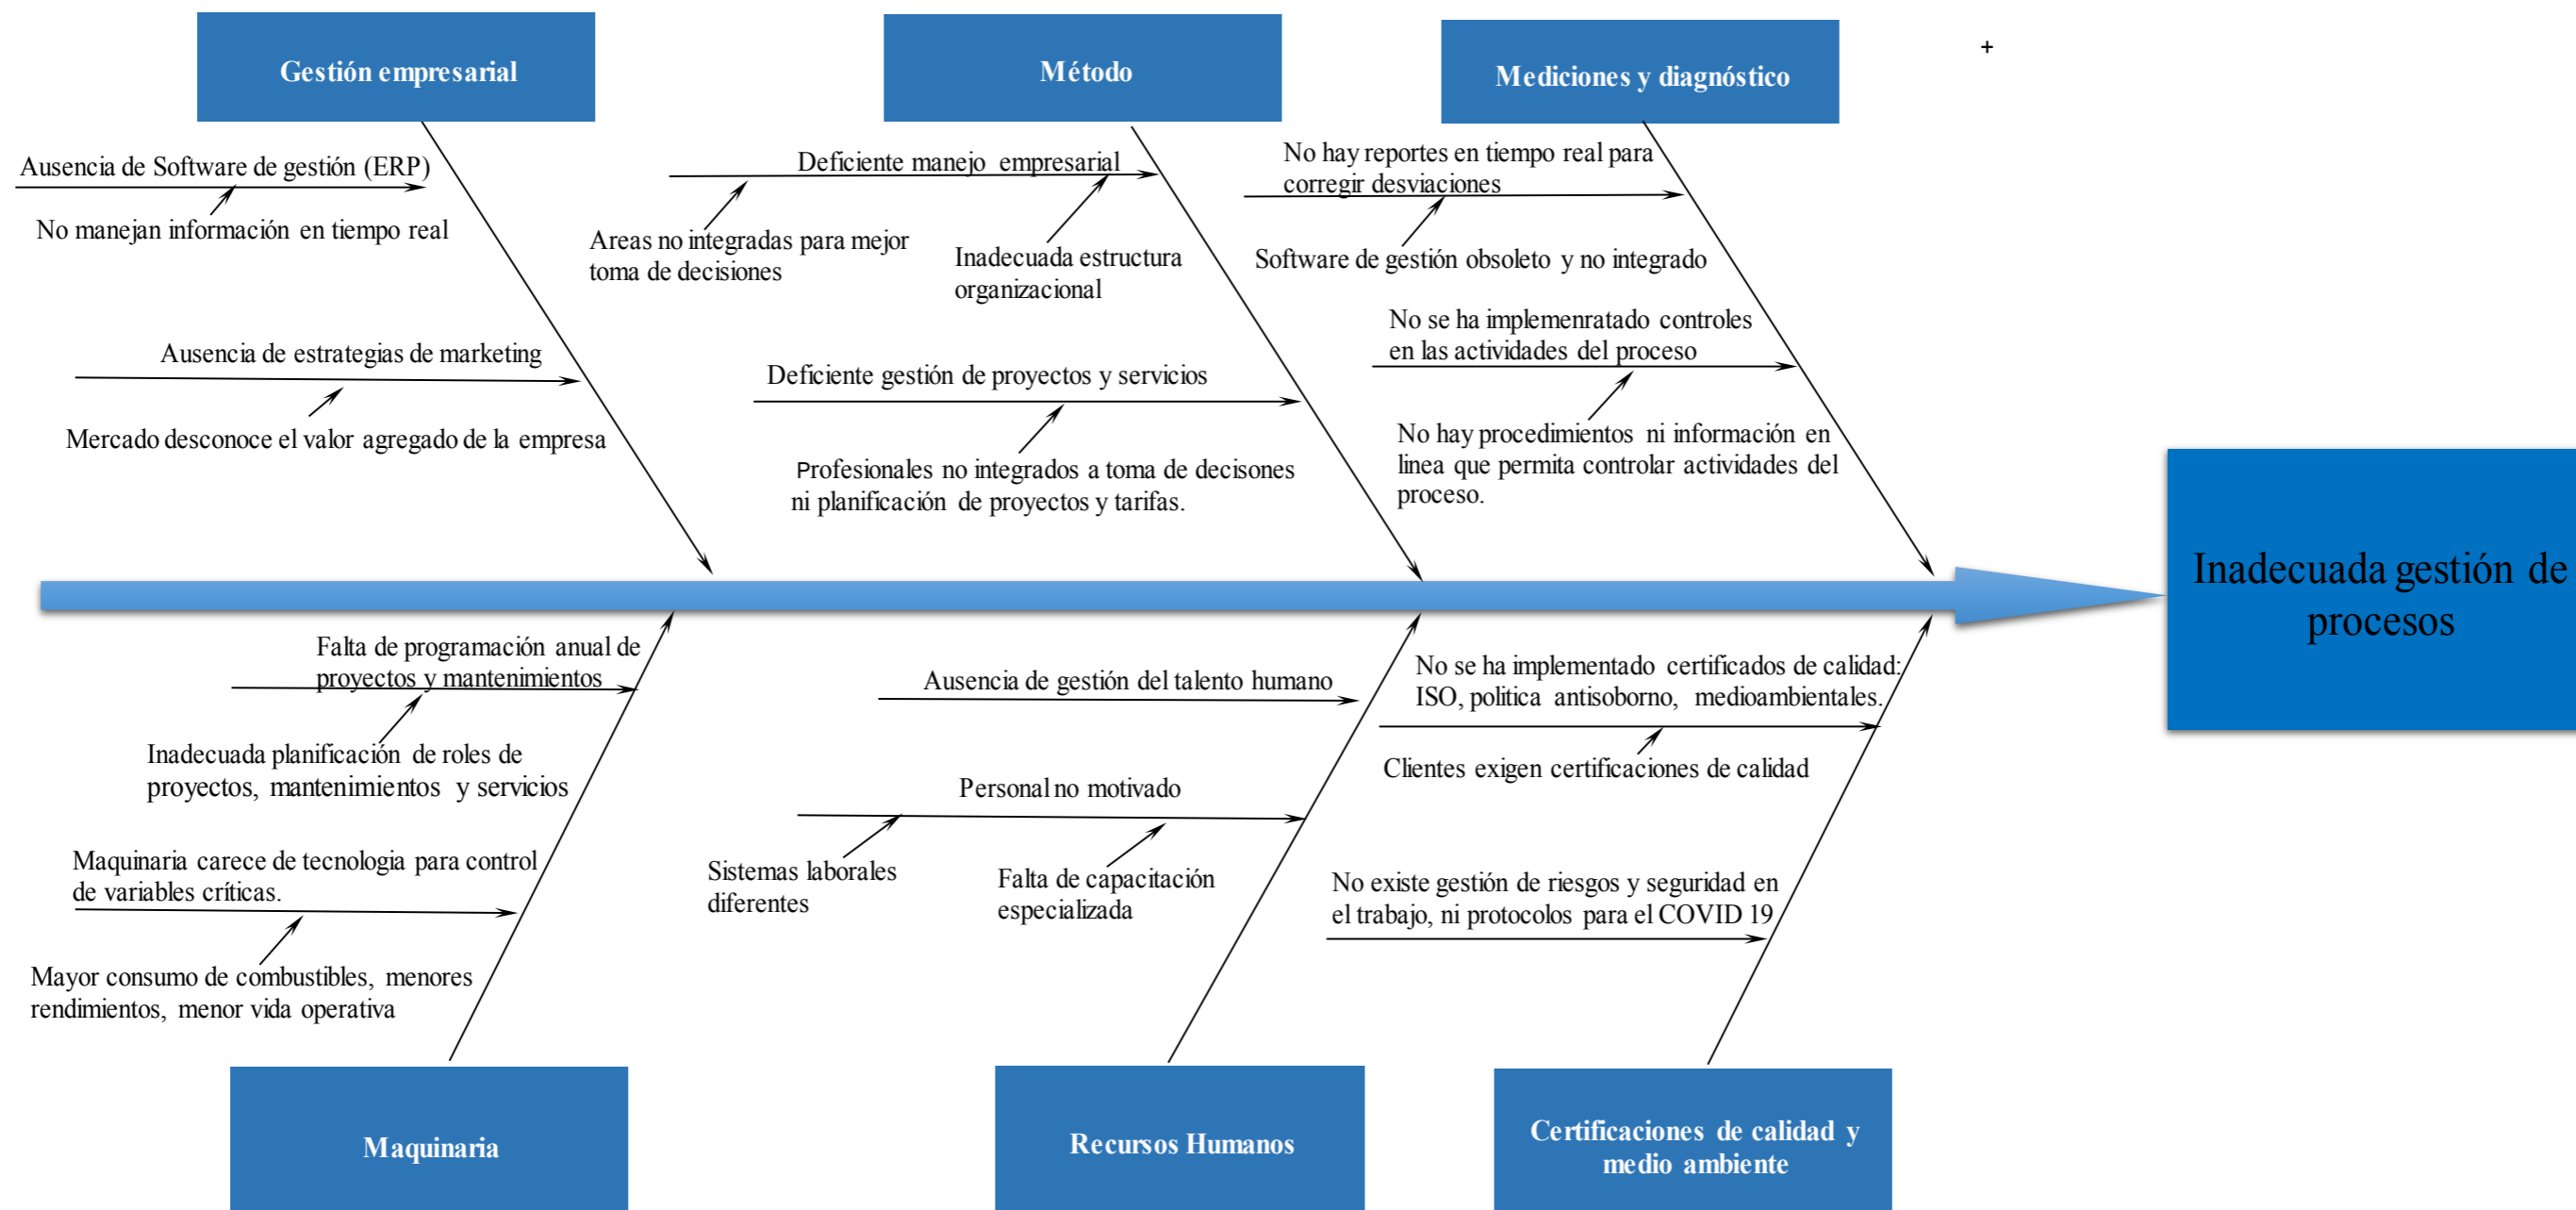 Gestión empresarial
Método
Mediciones y diagnóstico
+
Ausencia de Software de gestión (ERP)
No manejan información en tiempo real
Ausencia de estrategias de marketing
Mercado desconoce el valor agregado de la empresa
Deficiente manejo empresarial
Areas no integradas para mejor
toma de decisiones
Inadecuada estructura
organizacional
Deficiente gestión de proyectos y servicios
Profesionales no integrados a toma de decisones
ni planificación de proyectos y tarifas.
No hay reportes en tiempo real para
corregir desviaciones
Software de gestión obsoleto y no integrado
No se ha implemenratado controles
en las actividades del proceso
No hay procedimientos ni información en
linea que permita controlar actividades del
proceso.
Inadecuada gestión de
procesos
Falta de programación anual de
proyectos y mantenimientos
Inadecuada planificación de roles de
proyectos, mantenimientos y servicios
Maquinaria carece de tecnologia para control
de variables críticas.
Mayor consumo de combustibles, menores
rendimientos, menor vida operativa
Ausencia de gestión del talento humano
Personal no motivado
Sistemas laborales
diferentes
Falta de capacitación
especializada
No se ha implementado certificados de calidad:
ISO, politica antisoborno, medioambientales.
Clientes exigen certificaciones de calidad
No existe gestión de riesgos y seguridad en
el trabajo, ni protocolos para el COVID 19
Maquinaria
Recursos Humanos
Certificaciones de calidad y
medio ambiente